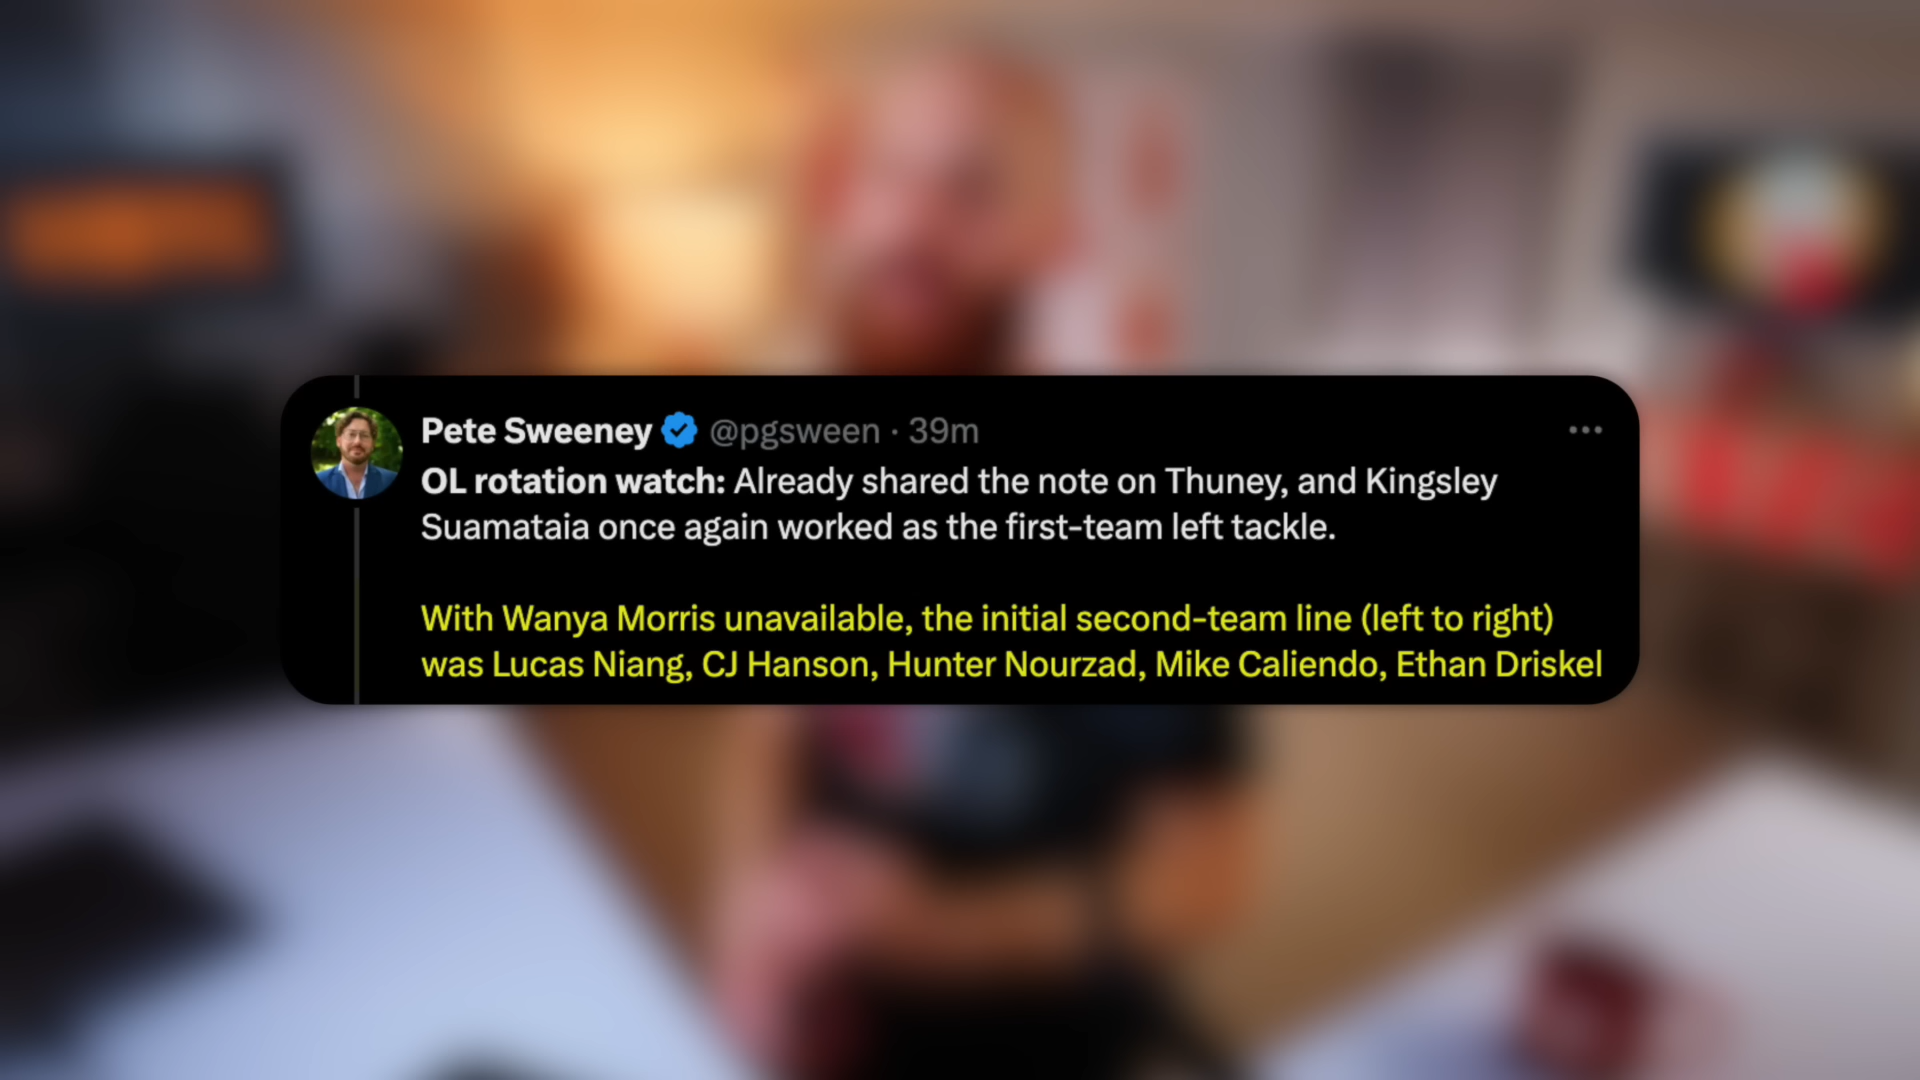 Pete Sweeney @pgsween · 39m
OL rotation watch: Already shared the note on Thuney, and Kingsley
Suamataia once again worked as the first-team left tackle.
With Wanya Morris unavailable, the initial second-team line (left to right)
was Lucas Niang, CJ Hanson, Hunter Nourzad, Mike Caliendo, Ethan Driskel